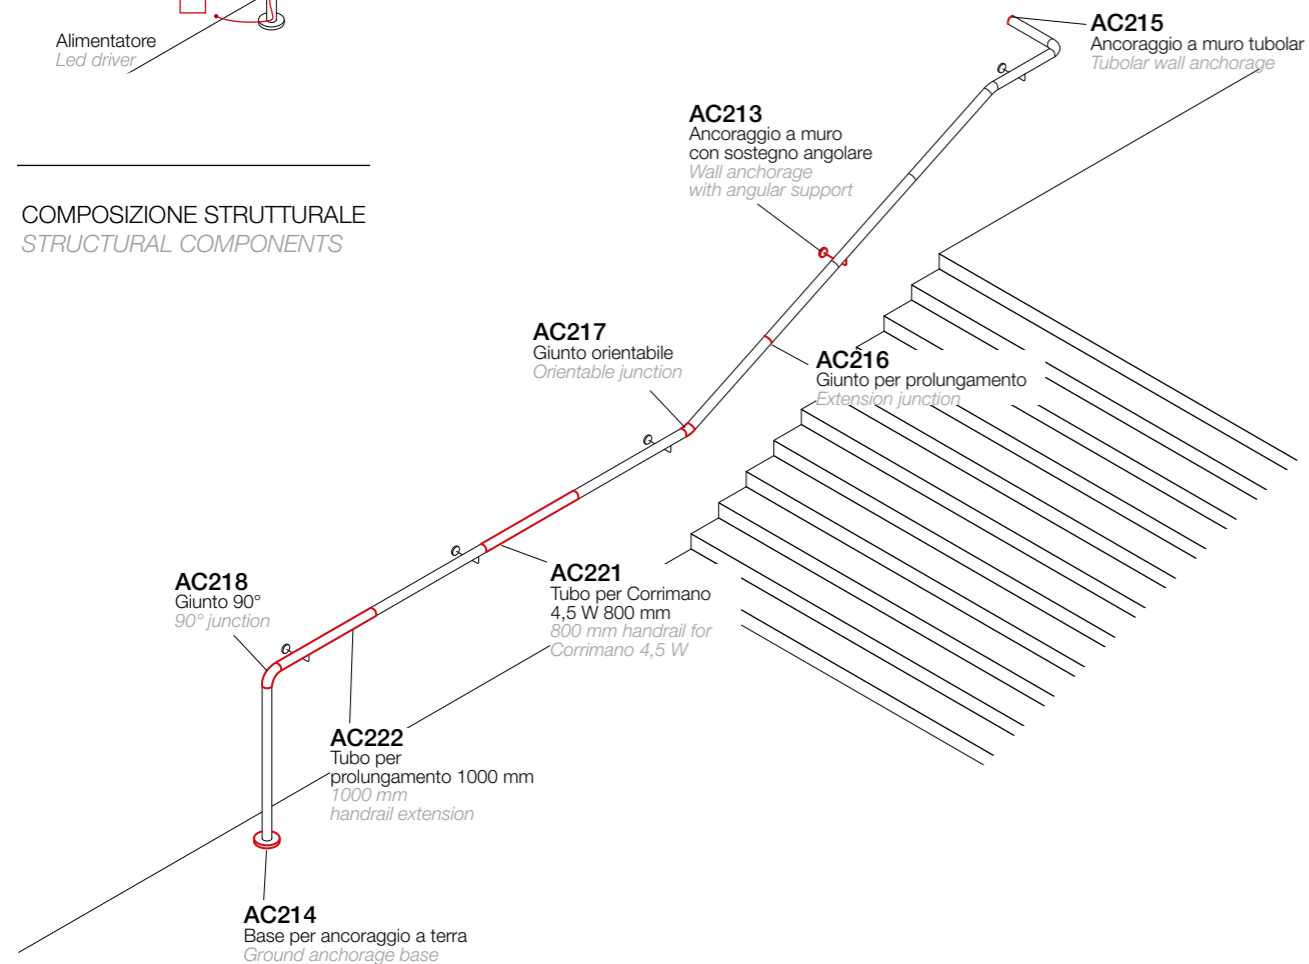 Alimentatore
Led driver
COMPOSIZIONE STRUTTURALE
STRUCTURAL COMPONENTS
AC215
Ancoraggio a muro tubolar
Tubolar wall anchorage
AC213
Ancoraggio a muro
con sostegno angolare
Wall anchorage
with angular support
AC217
Giunto orientabile
Orientable junction
AC216
Giunto per prolungamento
Extension junction
AC221
Tubo per Corrimano
4,5 W 800 mm
800 mm handrail for
Corrimano 4,5 W
AC218
Giunto 90°
90° junction
AC222
Tubo per
prolungamento 1000 mm
1000 mm
handrail extension
AC214
Base per ancoraggio a terra
Ground anchorage base